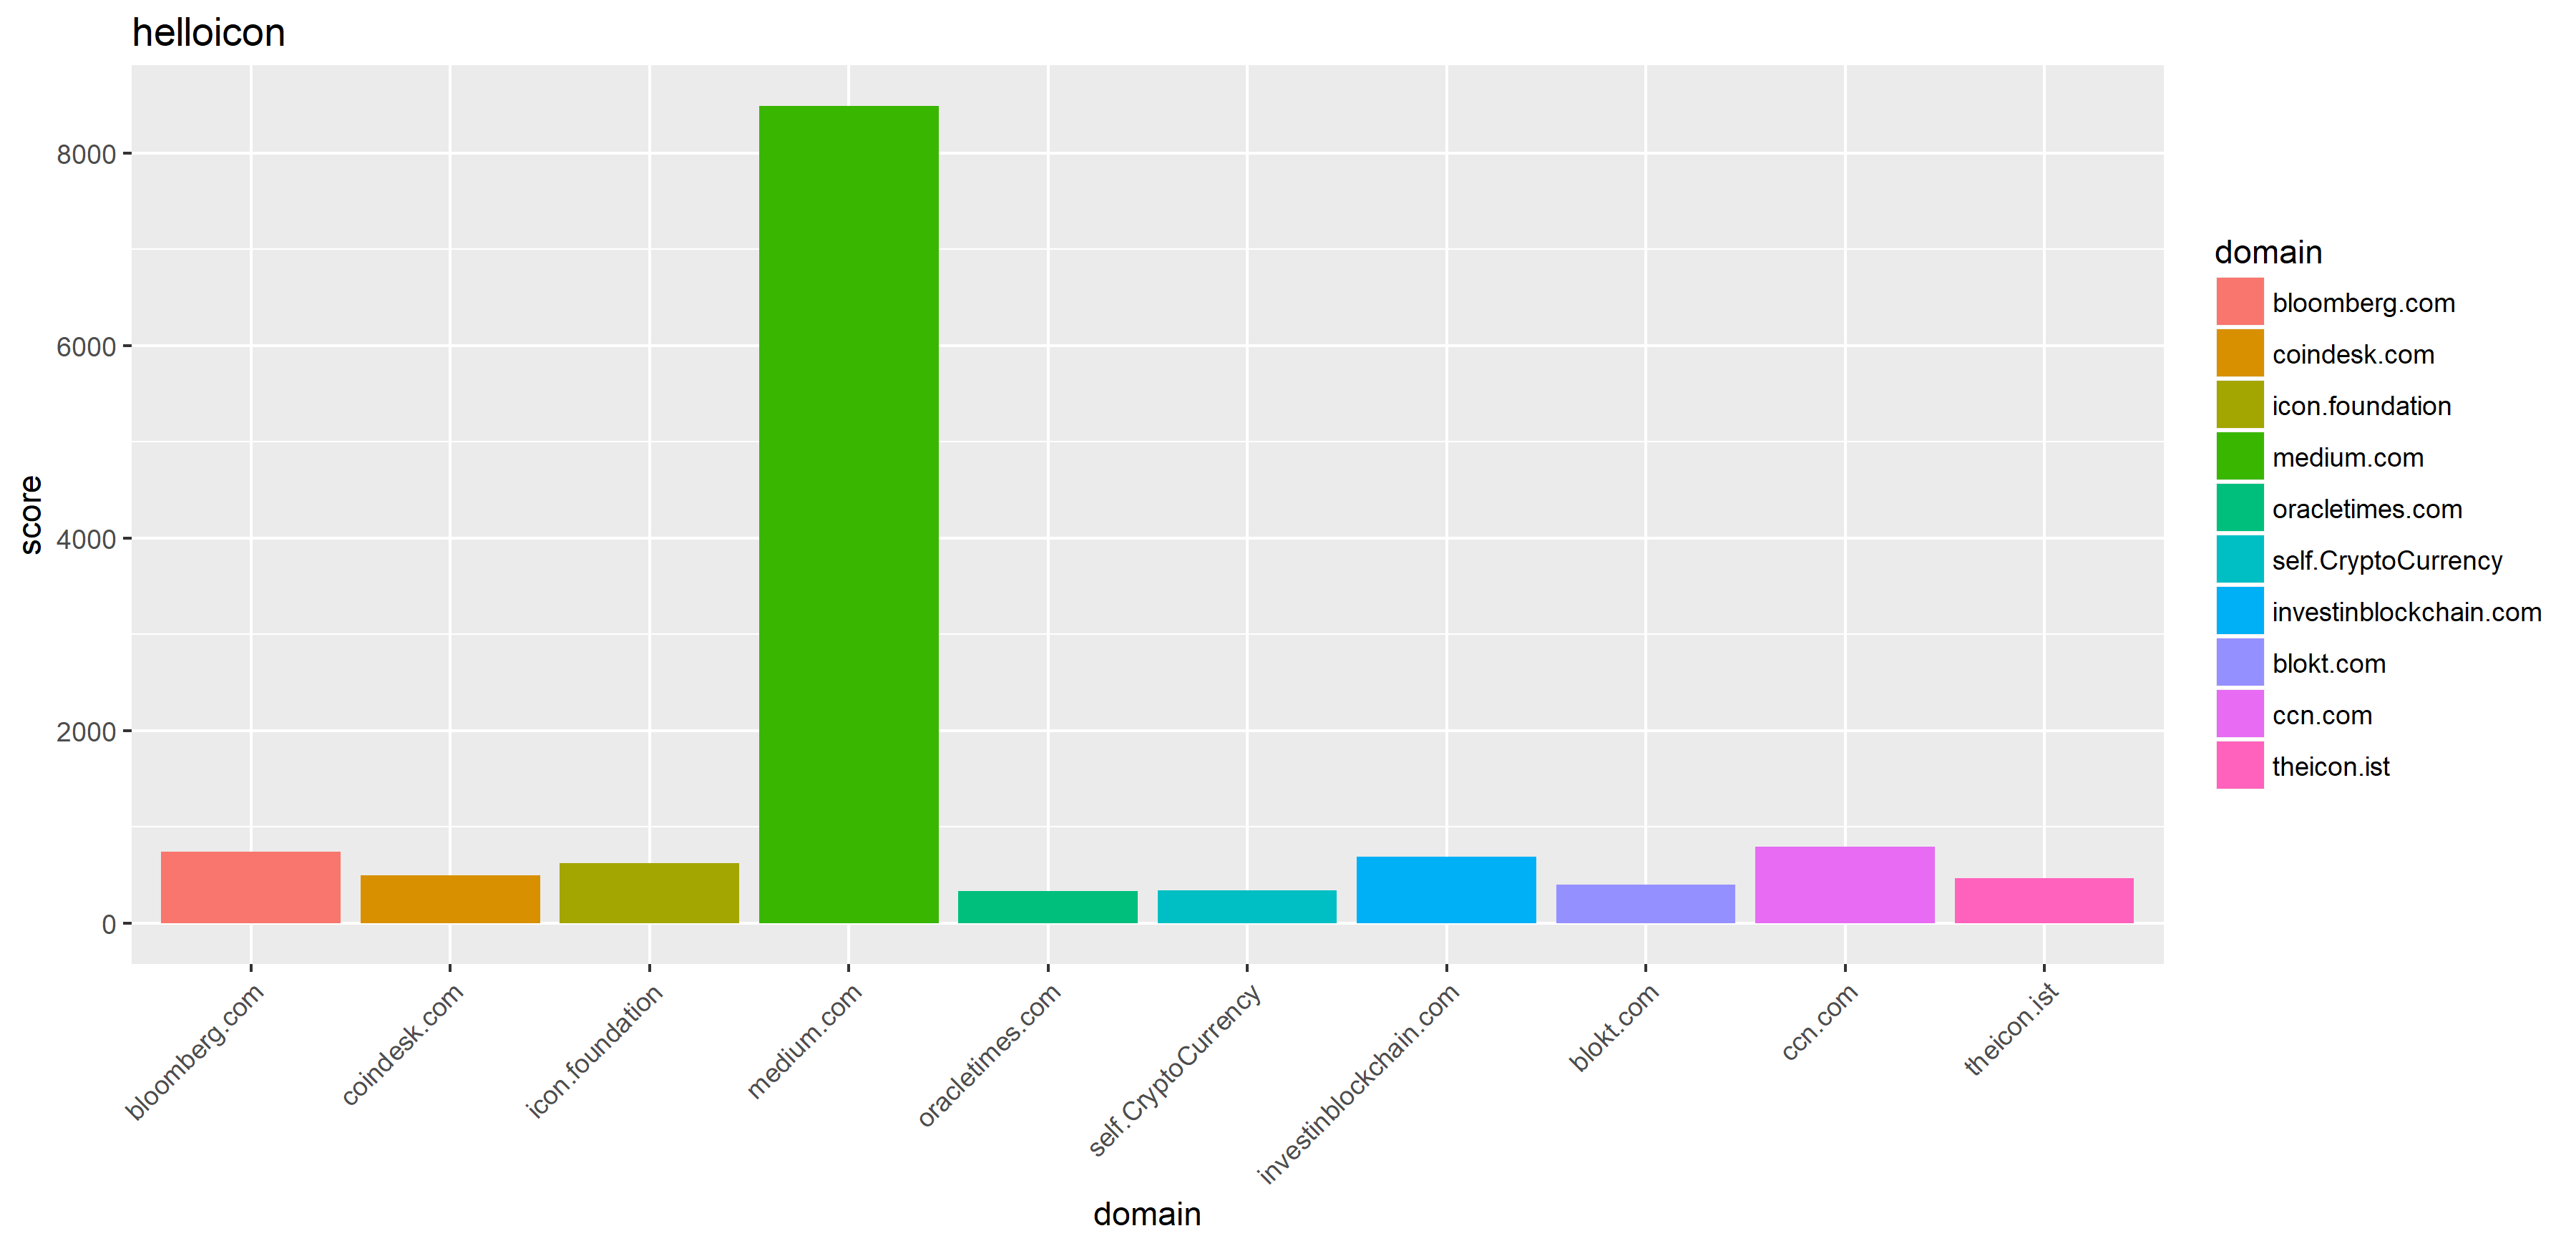 helloicon
score
8000
6000
4000
2000
0
bloomberg.com
coindesk.com
icon.foundation
medium.com
oracletimes.com
self.CryptoCurrency
investinblockchain.com
blokt.com
ccn.com
theicon.ist
domain
domain
bloomberg.com
coindesk.com
icon.foundation
medium.com
oracletimes.com
self.CryptoCurrency
investinblockchain.com
blokt.com
ccn.com
theicon.ist